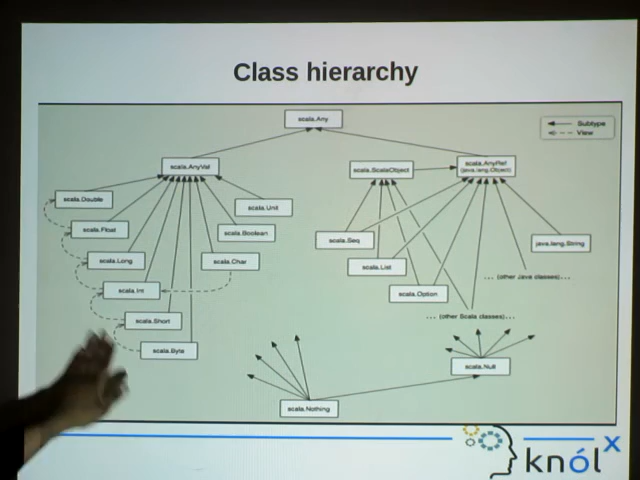 Class hierarchy
scala.Any
Subtype
View
scala.AnyVal
scala.ScalaObject
scala.AnyRef
(java.lang.Object)
scala.Double
scala.Unit
scala.Float
scala.Boolean
scala.Seq
java.lang.String
scala.Long
scala.Char
scala.List
... (other Java classes)...
scala.Int
scala.Option
scala.Short
... (other Scala classes)...
scala.Byte
scala.Null
scala.Nothing
knólx